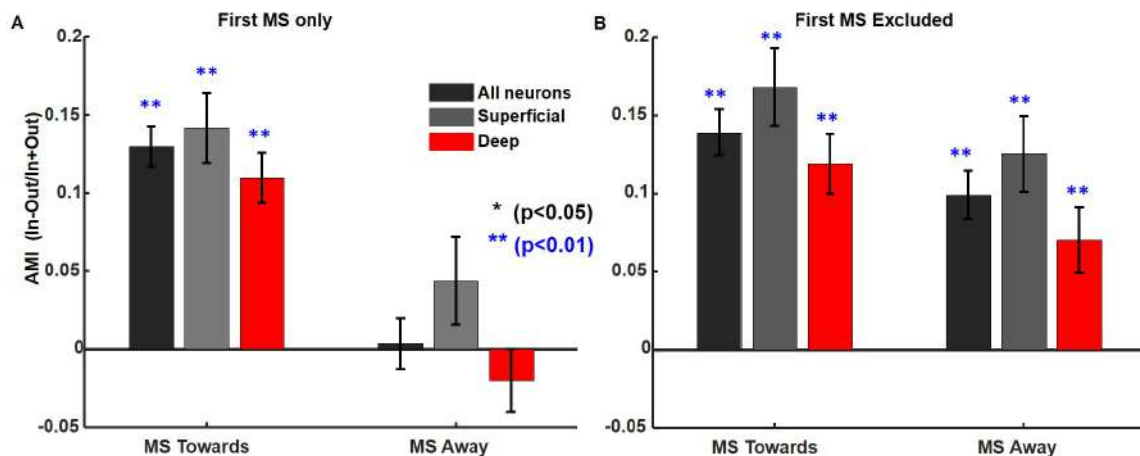 A
First MS only
0.2
0.15
0.1
0.05
0
-0.05
AMI (In-Out/In+Out)
**
**
**
All neurons
Superficial
Deep
* (p<0.05)
** (p<0.01)
MS Towards
MS Away
B
First MS Excluded
0.2
0.15
0.1
0.05
0
-0.05
**
**
**
**
**
**
MS Towards
MS Away